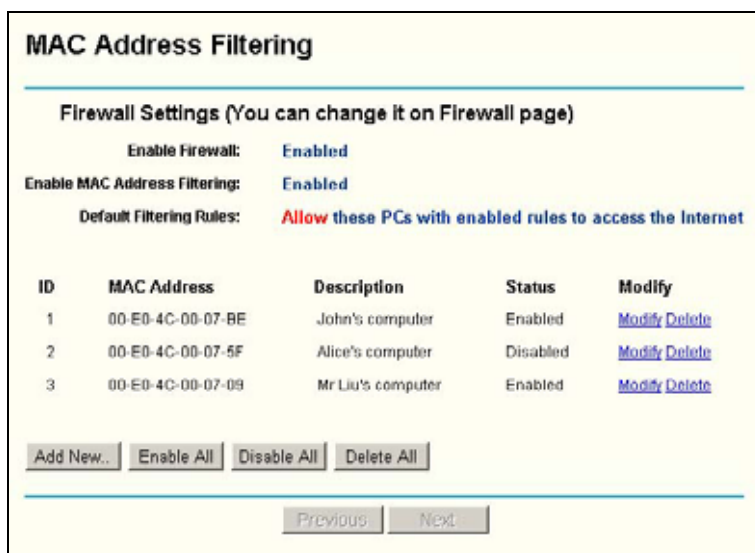 MAC Address Filtering
Firewall Settings (You can change it on Firewall page)
Enable Firewall: Enabled
Enable MAC Address Filtering: Enabled
Default Filtering Rules: Allow these PCs with enabled rules to access the Internet
ID MAC Address Description Status Modify
1 00-E0-4C-00-07-BE John's computer Enabled Modify Delete
2 00-E0-4C-00-07-5F Alice's computer Disabled Modify Delete
3 00-E0-4C-00-07-09 Mr Liu's computer Enabled Modify Delete
Add New.. Enable All Disable All Delete All
Previous Next